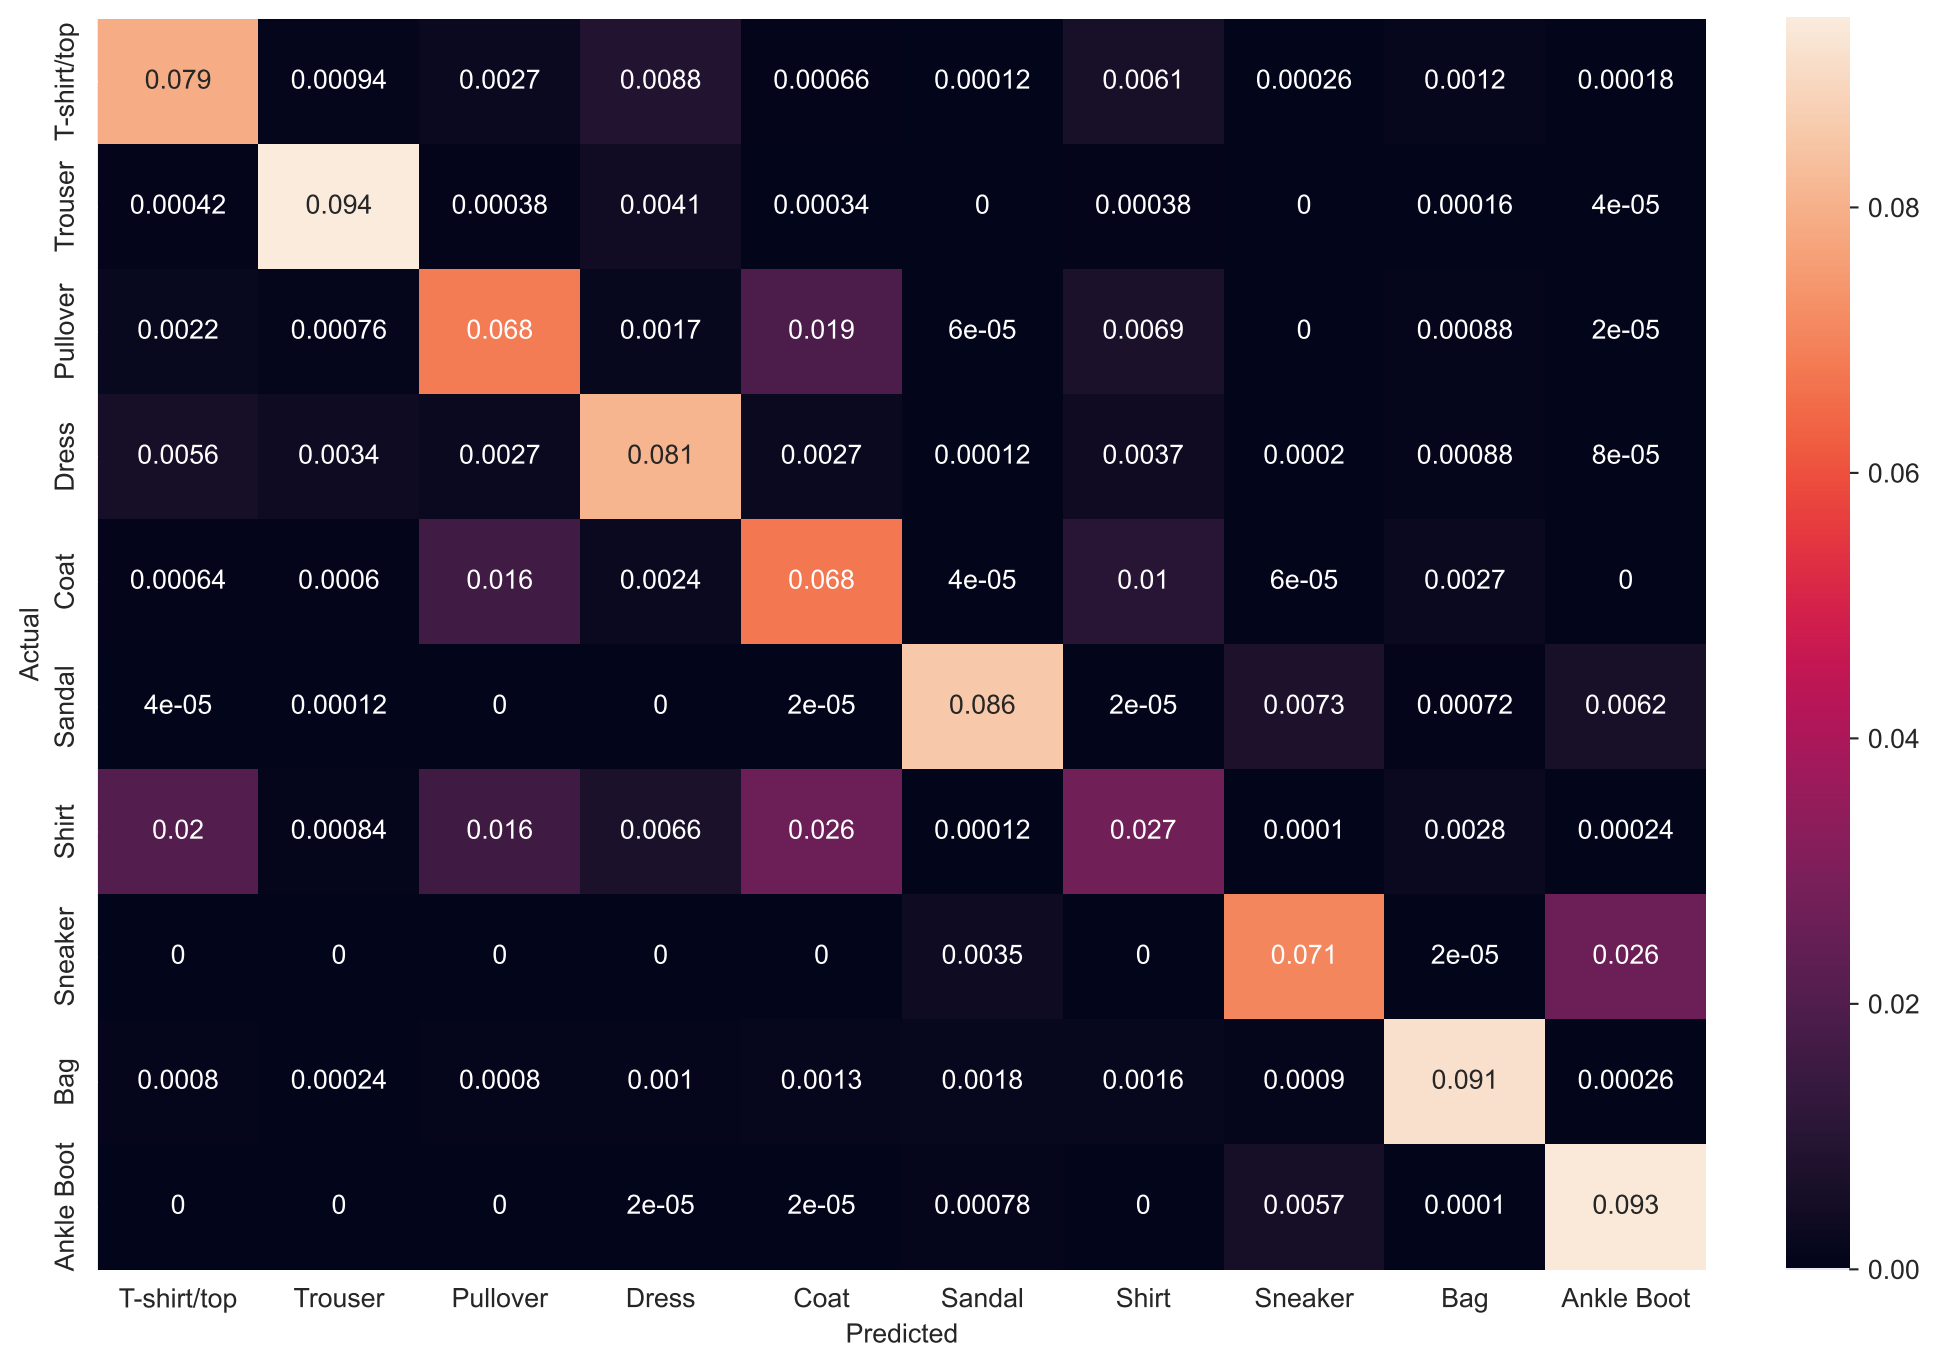 T-shirt/top 0.079 0.00094 0.0027 0.0088 0.00066 0.00012 0.0061 0.00026 0.0012 0.00018
Trouser 0.00042 0.094 0.00038 0.0041 0.00034 0 0.00038 0 0.00016 4e-05
Pullover 0.0022 0.00076 0.068 0.0017 0.019 6e-05 0.0069 0 0.00088 2e-05
Dress 0.0056 0.0034 0.0027 0.081 0.0027 0.00012 0.0037 0.0002 0.00088 8e-05
Coat 0.00064 0.0006 0.016 0.0024 0.068 4e-05 0.01 6e-05 0.0027 0
Sandal 4e-05 0.00012 0 0 2e-05 0.086 2e-05 0.0073 0.00072 0.0062
Shirt 0.02 0.00084 0.016 0.0066 0.026 0.00012 0.027 0.0001 0.0028 0.00024
Sneaker 0 0 0 0 0 0.0035 0 0.071 2e-05 0.026
Bag 0.0008 0.00024 0.0008 0.001 0.0013 0.0018 0.0016 0.0009 0.091 0.00026
Ankle Boot 0 0 0 2e-05 2e-05 0.00078 0 0.0057 0.0001 0.093
T-shirt/top Trouser Pullover Dress Coat Sandal Shirt Sneaker Bag Ankle Boot
Predicted
Actual
0.08
0.06
0.04
0.02
0.00